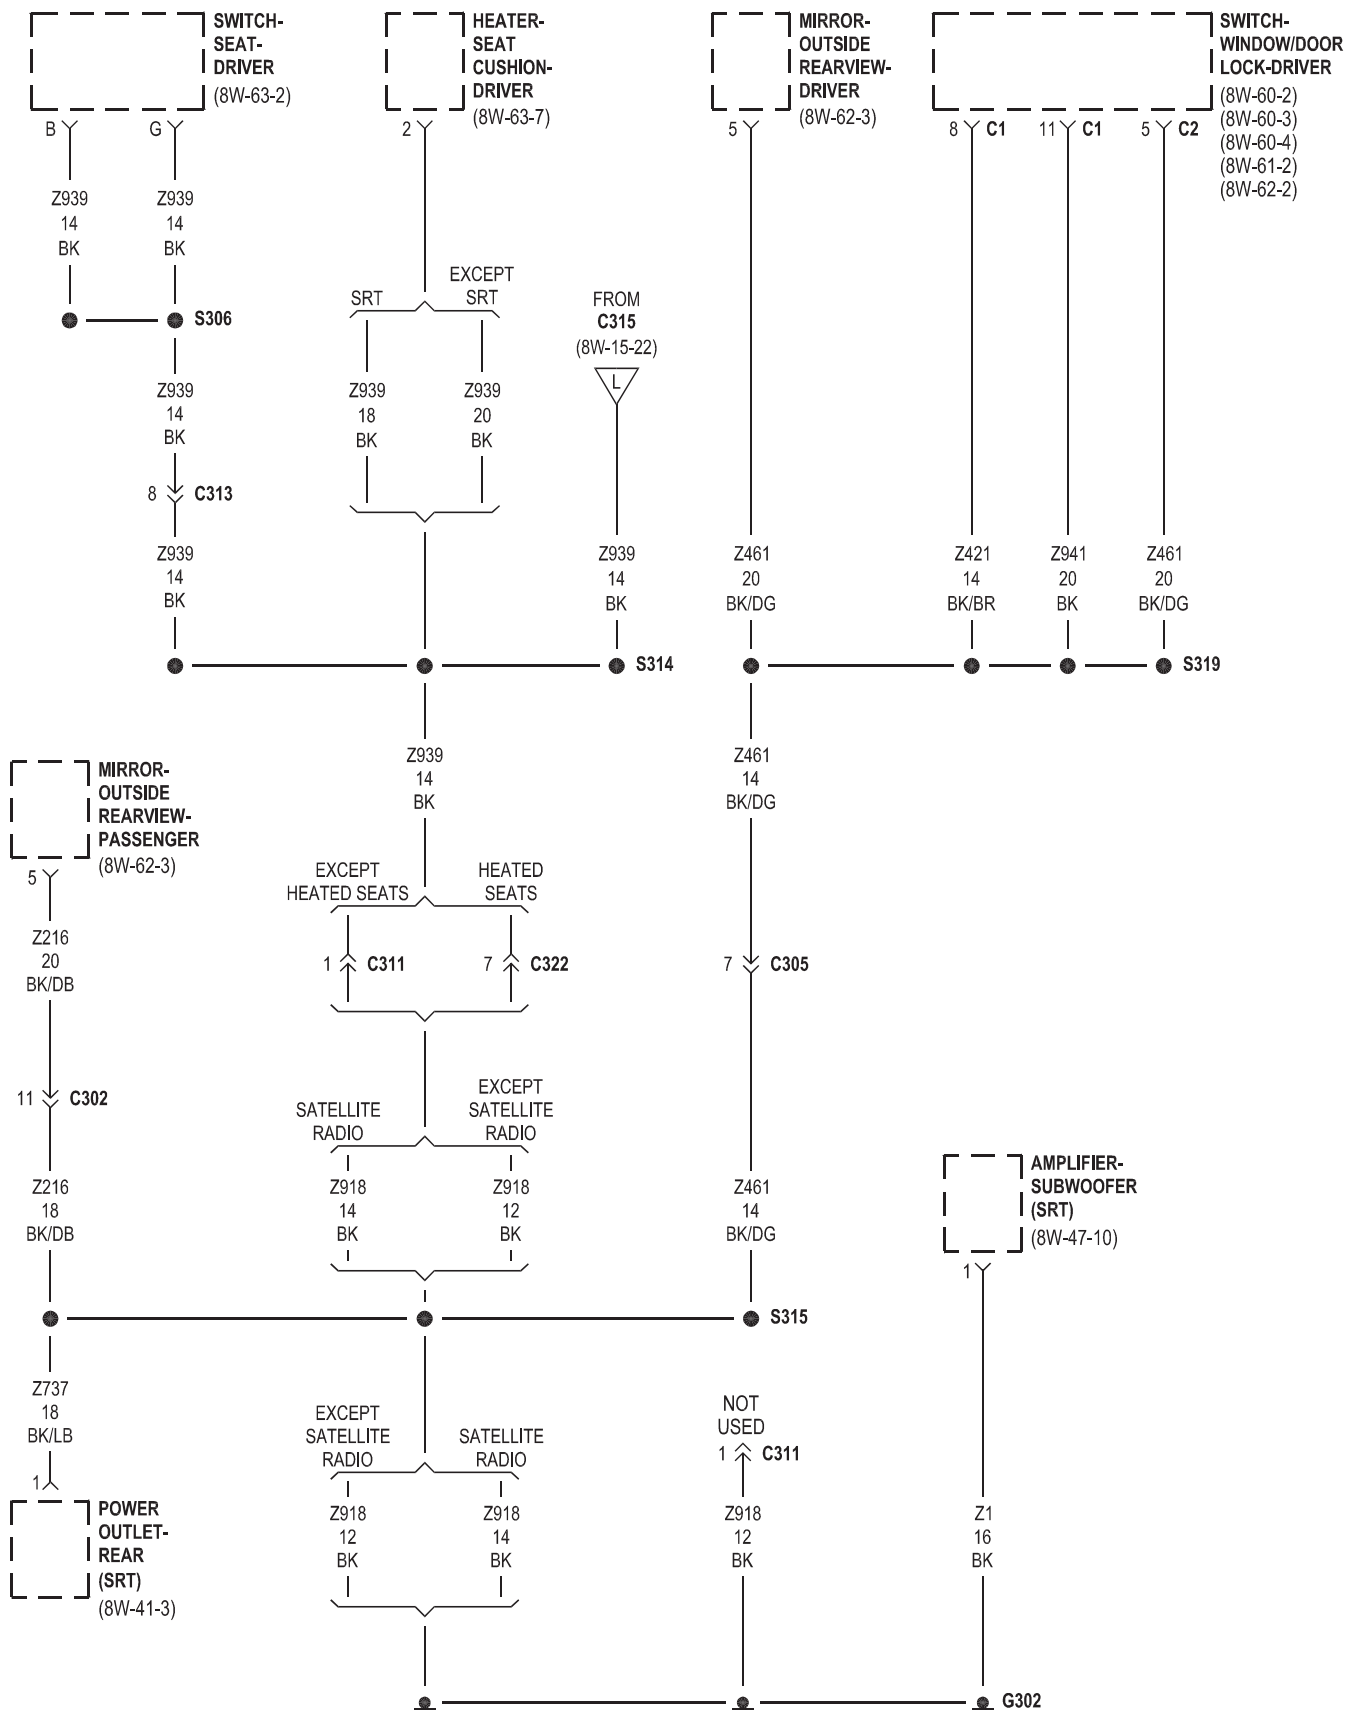 SWITCH-
SEAT-
DRIVER
(8W-63-2)
HEATER-
SEAT
CUSHION-
DRIVER
(8W-63-7)
MIRROR-
OUTSIDE
REARVIEW-
DRIVER
(8W-62-3)
SWITCH-
WINDOW/DOOR
LOCK-DRIVER
(8W-60-2)
(8W-60-3)
(8W-60-4)
(8W-61-2)
(8W-62-2)
B
G
2
5
8 C1
11 C1
5 C2
Z939
14
BK
Z939
14
BK
S306
SRT
EXCEPT
SRT
FROM
C315
(8W-15-22)
L
Z939
14
BK
Z939
18
BK
Z939
20
BK
8 C313
Z939
14
BK
Z939
14
BK
Z461
20
BK/DG
Z421
14
BK/BR
Z941
20
BK
Z461
20
BK/DG
S314
S319
Z939
14
BK
Z461
14
BK/DG
MIRROR-
OUTSIDE
REARVIEW-
PASSENGER
(8W-62-3)
5
EXCEPT
HEATED SEATS
HEATED
SEATS
Z216
20
BK/DB
1 C311
7 C322
7 C305
11 C302
SATELLITE
RADIO
EXCEPT
SATELLITE
RADIO
Z216
18
BK/DB
Z918
14
BK
Z918
12
BK
Z461
14
BK/DG
AMPLIFIER-
SUBWOOFER
(SRT)
(8W-47-10)
1
S315
Z737
18
BK/LB
1
EXCEPT
SATELLITE
RADIO
SATELLITE
RADIO
NOT
USED
1 C311
POWER
OUTLET-
REAR
(SRT)
(8W-41-3)
Z918
12
BK
Z918
14
BK
Z918
12
BK
Z1
16
BK
G302